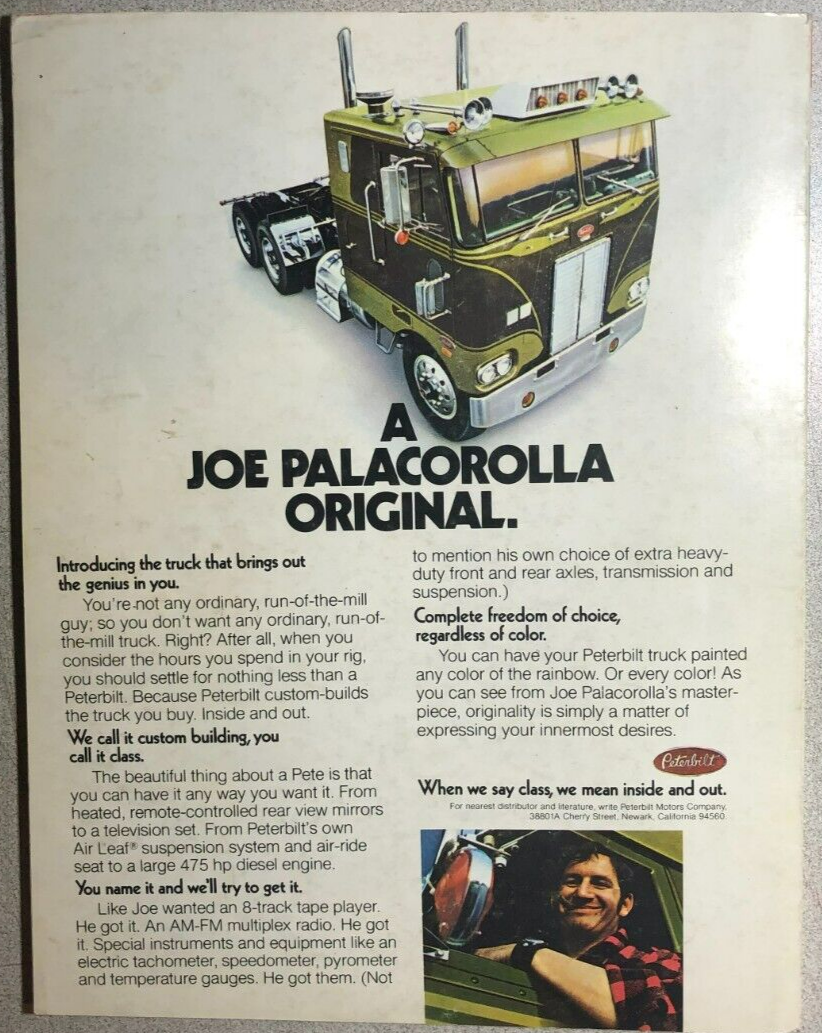 A
JOE PALACOROLLA
ORIGINAL.
Introducing the truck that brings out
the genius in you.
You're not any ordinary, run-of-the-mill
guy; so you don't want any ordinary, run-of-
the-mill truck. Right? After all, when you
consider the hours you spend in your rig,
you should settle for nothing less than a
Peterbilt. Because Peterbilt custom-builds
the truck you buy. Inside and out.
We call it custom building, you
call it class.
The beautiful thing about a Pete is that
you can have it any way you want it. From
heated, remote-controlled rear view mirrors
to a television set. From Peterbilt's own
Air Leaf® suspension system and air-ride
seat to a large 475 hp diesel engine.
You name it and we'll try to get it.
Like Joe wanted an 8-track tape player.
He got it. An AM-FM multiplex radio. He got
it. Special instruments and equipment like an
electric tachometer, speedometer, pyrometer
and temperature gauges. He got them. (Not
to mention his own choice of extra heavy-
duty front and rear axles, transmission and
suspension.)
Complete freedom of choice,
regardless of color.
You can have your Peterbilt truck painted
any color of the rainbow. Or every color! As
you can see from Joe Palacorolla's master-
piece, originality is simply a matter of
expressing your innermost desires.
Peterbilt
When we say class, we mean inside and out.
For nearest distributor and literature, write Peterbilt Motors Company,
38801A Cherry Street, Newark, California 94560.